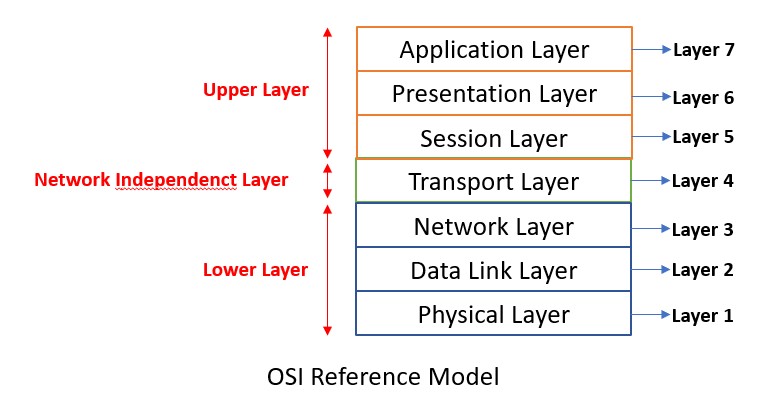 Application Layer
Layer 7
Upper Layer
Presentation Layer
Layer 6
Session Layer
Layer 5
Network Independenct Layer
Transport Layer
Layer 4
Network Layer
Layer 3
Lower Layer
Data Link Layer
Layer 2
Physical Layer
Layer 1
OSI Reference Model